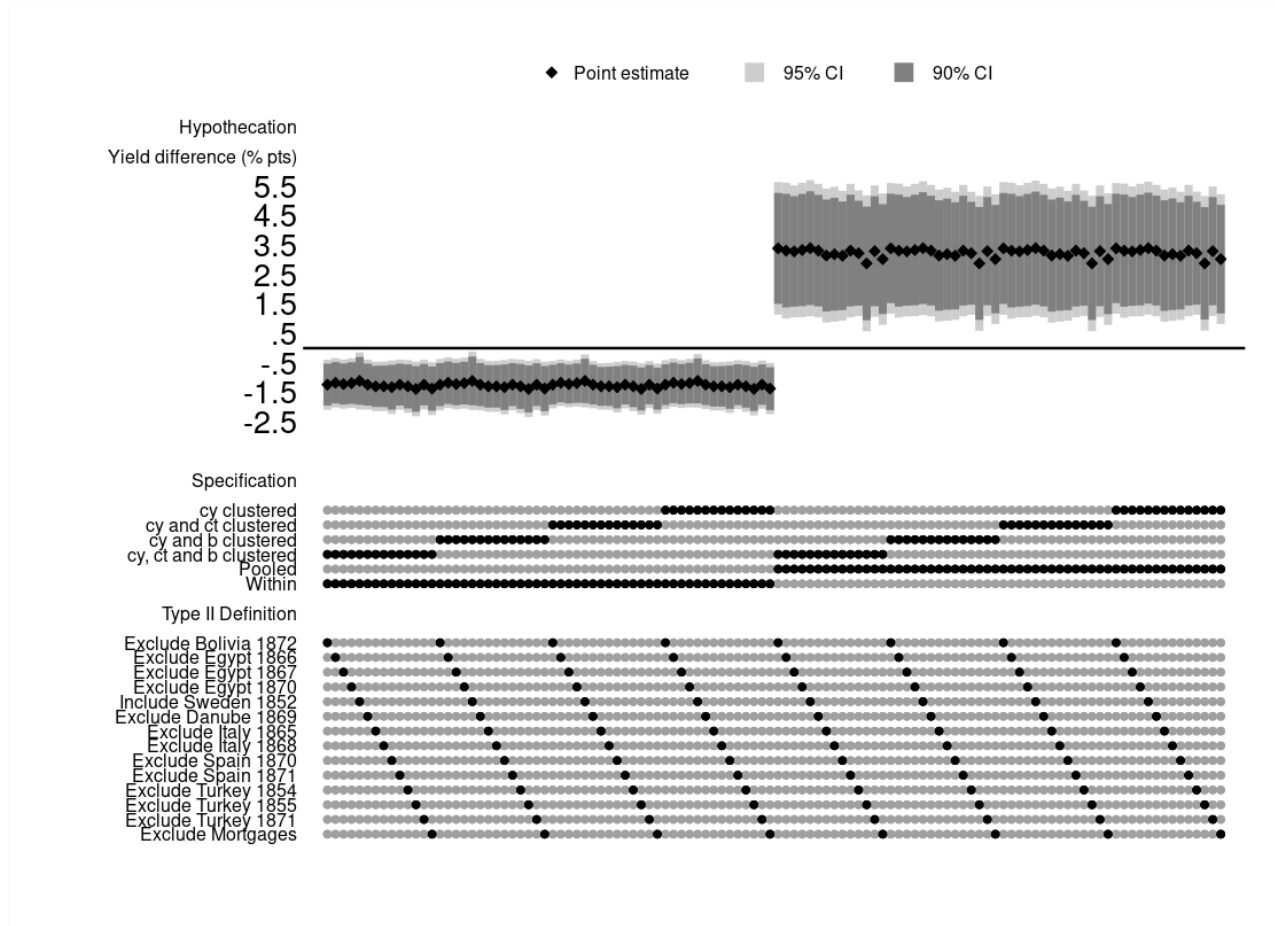 Point estimate 95% CI 90% CI
Hypothecation
Yield difference (% pts)
5.5
4.5
3.5
2.5
1.5
.5
-.5
-1.5
-2.5
Specification
cy clustered
cy and ct clustered
cy and b clustered
cy, ct and b clustered
Pooled
Within
Type II Definition
Exclude Bolivia 1872
Exclude Egypt 1866
Exclude Egypt 1867
Exclude Egypt 1870
Include Sweden 1852
Exclude Danube 1869
Exclude Italy 1865
Exclude Italy 1868
Exclude Spain 1870
Exclude Spain 1871
Exclude Turkey 1854
Exclude Turkey 1855
Exclude Turkey 1871
Exclude Mortgages